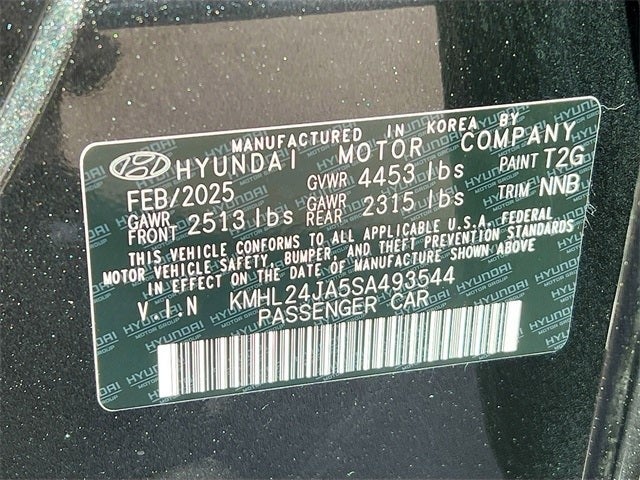 MANUFACTURED IN KOREA BY
HYUNDAI MOTOR COMPANY
FEB/2025 GVWR 4453 lbs PAINT T2G
GAWR FRONT 2513 lbs GAWR REAR 2315 lbs TRIM NNB
THIS VEHICLE CONFORMS TO ALL APPLICABLE U.S.A. FEDERAL
MOTOR VEHICLE SAFETY, BUMPER, AND THEFT PREVENTION STANDARDS
IN EFFECT ON THE DATE OF MANUFACTURE SHOWN ABOVE
V.I.N KMHL24JA5SA493544
PASSENGER CAR